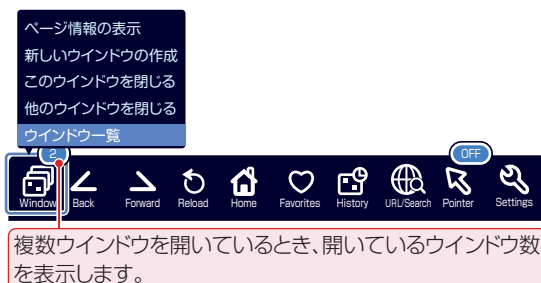 ページ情報の表示
新しいウインドウの作成
このウインドウを閉じる
他のウインドウを閉じる
ウインドウ一覧
2
OFF
Window Back Forward Reload Home Favorites History URL/Search Pointer Settings
複数ウインドウを開いているとき、開いているウインドウ数
を表示します。